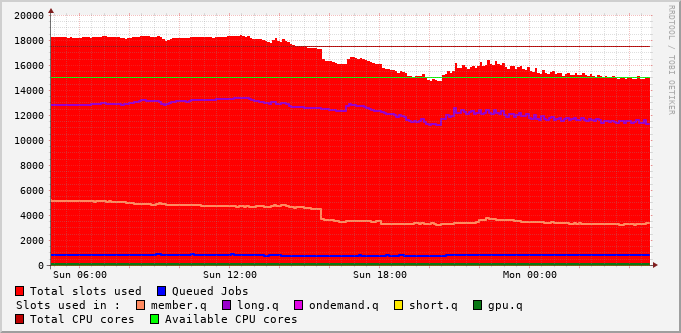 20000
18000
16000
14000
12000
10000
8000
6000
4000
2000
0
Sun 06:00 Sun 12:00 Sun 18:00 Mon 00:00
Total slots used Queued Jobs
Slots used in : member.q long.q ondemand.q short.q gpu.q
Total CPU cores Available CPU cores
RRDTOOL / TOBI OETIKER